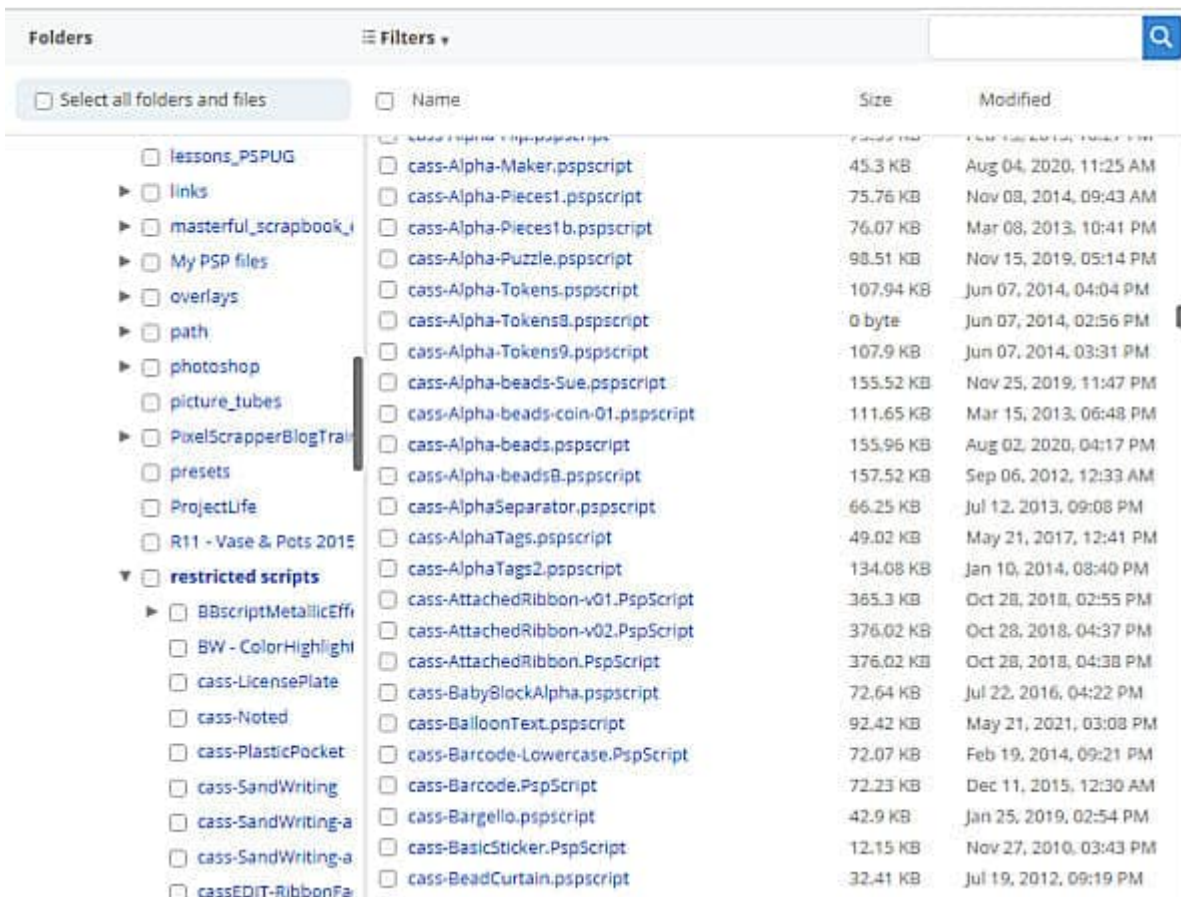 Folders Filters
Select all folders and files Name Size Modified
lessons_PSPUG
links
masterful_scrapbook_
My PSP files
overlays
path
photoshop
picture_tubes
PixelScrapperBlogTrai
presets
ProjectLife
R11 - Vase & Pots 2015
restricted scripts
BBscriptMetallicEff
BW - ColorHighlight
cass-LicensePlate
cass-Noted
cass-PlasticPocket
cass-SandWriting
cass-SandWriting-a
cass-SandWriting-a
cassEDIT-RibbonFa
cass-Alpha-Maker.pspscript 45.3 KB Aug 04, 2020, 11:25 AM
cass-Alpha-Pieces1.pspscript 75.76 KB Nov 08, 2014, 09:43 AM
cass-Alpha-Pieces1b.pspscript 76.07 KB Mar 08, 2013, 10:41 PM
cass-Alpha-Puzzle.pspscript 98.51 KB Nov 15, 2019, 05:14 PM
cass-Alpha-Tokens.pspscript 107.94 KB Jun 07, 2014, 04:04 PM
cass-Alpha-Tokens8.pspscript 0 byte Jun 07, 2014, 02:56 PM
cass-Alpha-Tokens9.pspscript 107.9 KB Jun 07, 2014, 03:31 PM
cass-Alpha-beads-Sue.pspscript 155.52 KB Nov 25, 2019, 11:47 PM
cass-Alpha-beads-coin-01.pspscript 111.65 KB Mar 15, 2013, 06:48 PM
cass-Alpha-beads.pspscript 155.96 KB Aug 02, 2020, 04:17 PM
cass-Alpha-beadsB.pspscript 157.52 KB Sep 06, 2012, 12:33 AM
cass-AlphaSeparator.pspscript 66.25 KB Jul 12, 2013, 09:08 PM
cass-AlphaTags.pspscript 49.02 KB May 21, 2017, 12:41 PM
cass-AlphaTags2.pspscript 134.08 KB Jan 10, 2014, 08:40 PM
cass-AttachedRibbon-v01.PspScript 365.3 KB Oct 28, 2018, 02:55 PM
cass-AttachedRibbon-v02.PspScript 376.02 KB Oct 28, 2018, 04:37 PM
cass-AttachedRibbon.PspScript 376.02 KB Oct 28, 2018, 04:38 PM
cass-BabyBlockAlpha.pspscript 72.64 KB Jul 22, 2016, 04:22 PM
cass-BalloonText.pspscript 92.42 KB May 21, 2021, 03:08 PM
cass-Barcode-Lowercase.PspScript 72.07 KB Feb 19, 2014, 09:21 PM
cass-Barcode.PspScript 72.23 KB Dec 11, 2015, 12:30 AM
cass-Bargello.pspscript 42.9 KB Jan 25, 2019, 02:54 PM
cass-BasicSticker.PspScript 12.15 KB Nov 27, 2010, 03:43 PM
cass-BeadCurtain.pspscript 32.41 KB Jul 19, 2012, 09:19 PM